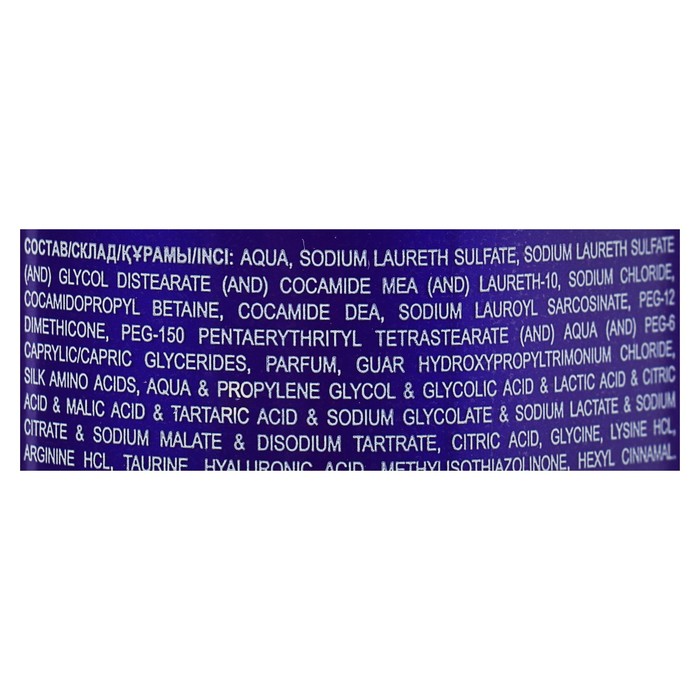 СОСТАВ/СКЛАД/ҚҰРАМЫ/INCI: AQUA, SODIUM LAURETH SULFATE, SODIUM LAURETH SULFATE
(AND) GLYCOL DISTEARATE (AND) COCAMIDE MEA (AND) LAURETH-10, SODIUM CHLORIDE,
COCAMIDOPROPYL BETAINE, COCAMIDE DEA, SODIUM LAUROYL SARCOSINATE, PEG-12
DIMETHICONE, PEG-150 PENTAERYTHRITYL TETRASTEARATE (AND) AQUA (AND) PEG-6
CAPRYLIC/CAPRIC GLYCERIDES, PARFUM, GUAR HYDROXYPROPYLTRIMONIUM CHLORIDE,
SILK AMINO ACIDS, AQUA & PROPYLENE GLYCOL & GLYCOLIC ACID & LACTIC ACID & CITRIC
ACID & MALIC ACID & TARTARIC ACID & SODIUM GLYCOLATE & SODIUM LACTATE & SODIUM
CITRATE & SODIUM MALATE & DISODIUM TARTRATE, CITRIC ACID, GLYCINE, LYSINE HCL,
ARGININE HCL, TAURINE, HYALURONIC ACID, METHYLISOTHIAZOLINONE, HEXYL CINNAMAL,